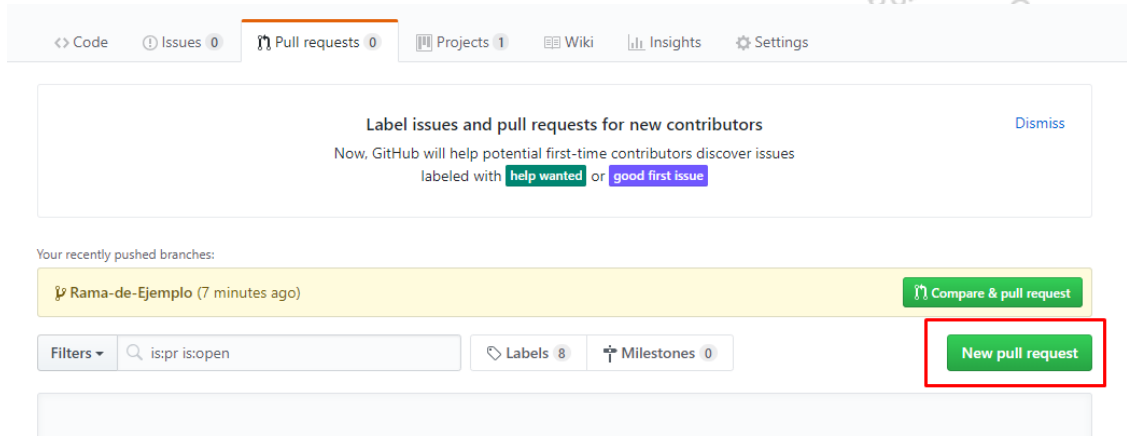 <> Code Issues 0 Pull requests 0 Projects 1 Wiki Insights Settings
Label issues and pull requests for new contributors
Dismiss
Now, GitHub will help potential first-time contributors discover issues
labeled with help wanted or good first issue
Your recently pushed branches:
Rama-de-Ejemplo (7 minutes ago)
Compare & pull request
Filters is:pr is:open Labels 8 Milestones 0 New pull request